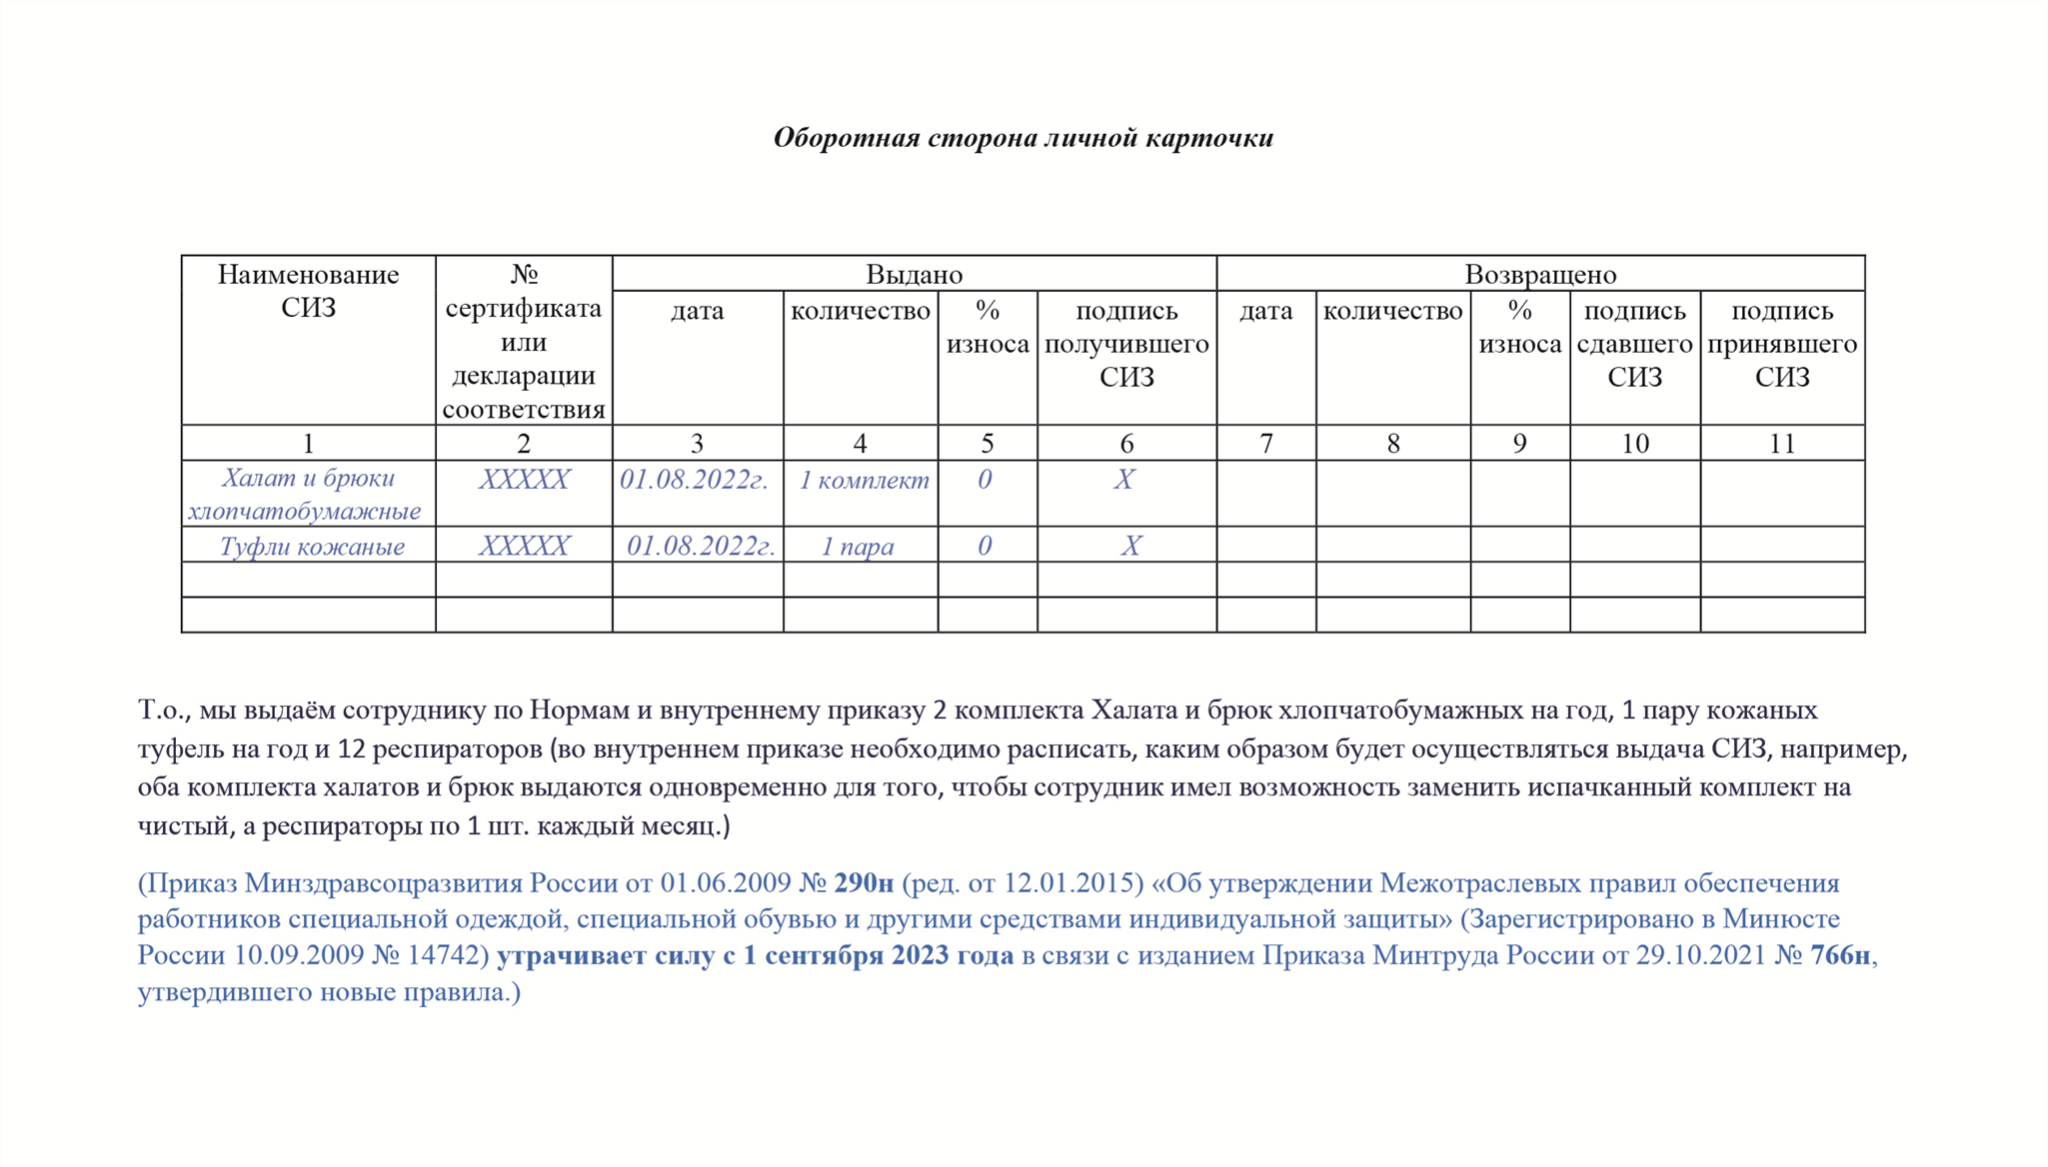 Оборотная сторона личной карточки
Наименование СИЗ
№ сертификата или декларации соответствия
Выдано
Возвращено
дата
количество
% износа
подпись получившего СИЗ
дата
количество
% износа
подпись сдавшего СИЗ
подпись принявшего СИЗ
1 2 3 4 5 6 7 8 9 10 11
Халат и брюки хлопчатобумажные XXXXX 01.08.2022г. 1 комплект 0 X
Туфли кожаные XXXXX 01.08.2022г. 1 пара 0 X
Т.о., мы выдаём сотруднику по Нормам и внутреннему приказу 2 комплекта Халата и брюк хлопчатобумажных на год, 1 пару кожаных
туфель на год и 12 респираторов (во внутреннем приказе необходимо расписать, каким образом будет осуществляться выдача СИЗ, например,
оба комплекта халатов и брюк выдаются одновременно для того, чтобы сотрудник имел возможность заменить испачканный комплект на
чистый, а респираторы по 1 шт. каждый месяц.)
(Приказ Минздравсоцразвития России от 01.06.2009 № 290н (ред. от 12.01.2015) «Об утверждении Межотраслевых правил обеспечения
работников специальной одеждой, специальной обувью и другими средствами индивидуальной защиты» (Зарегистрировано в Минюсте
России 10.09.2009 № 14742) утрачивает силу с 1 сентября 2023 года в связи с изданием Приказа Минтруда России от 29.10.2021 № 766н,
утвердившего новые правила.)